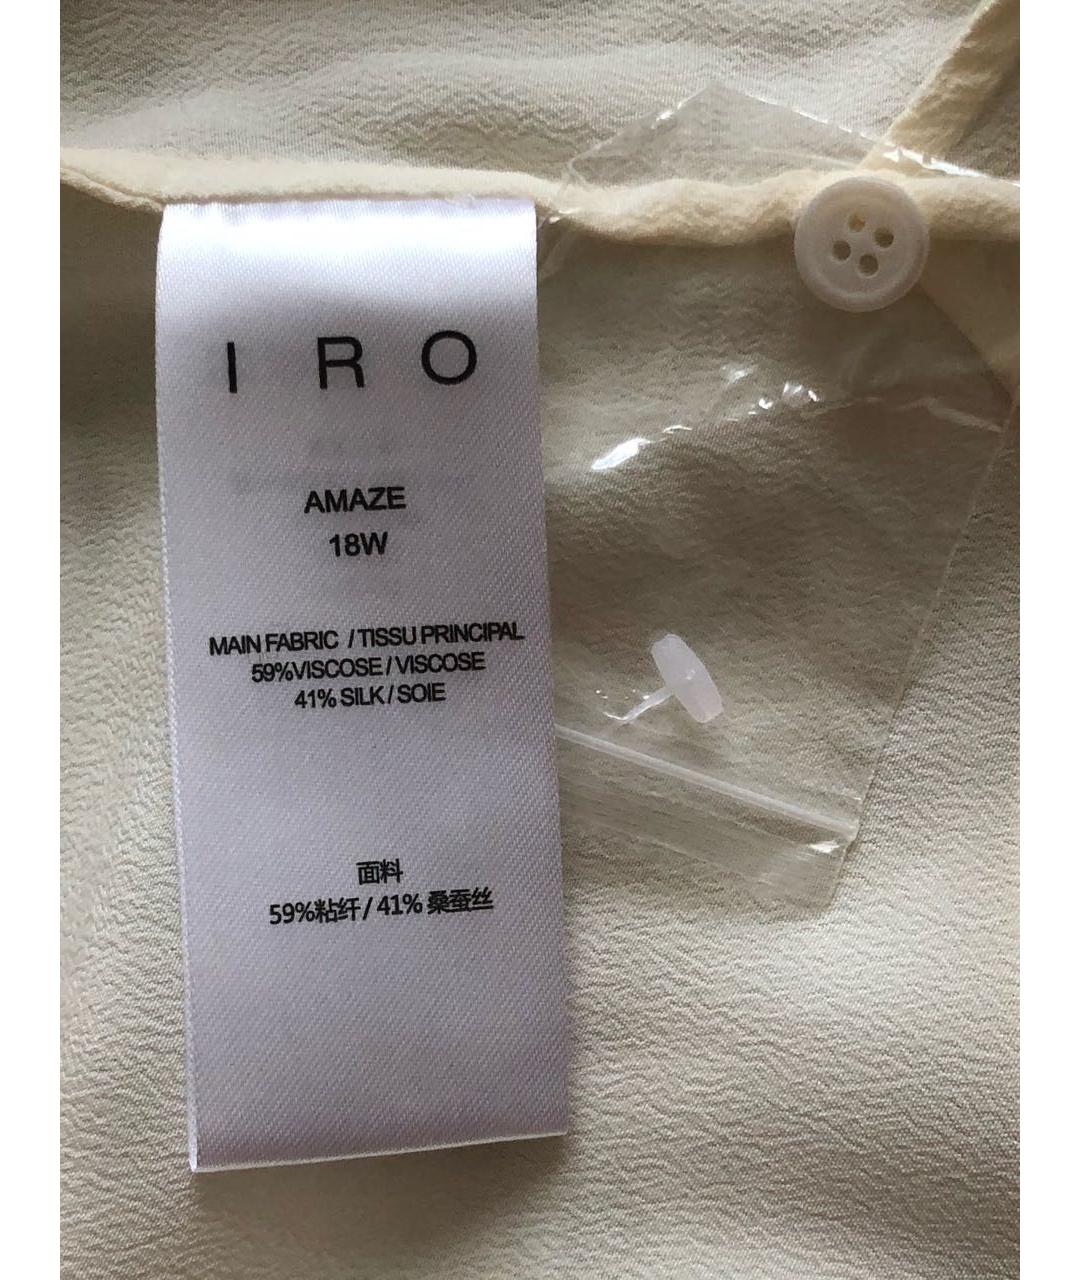 IRO
AMAZE
18W
MAIN FABRIC / TISSU PRINCIPAL
59%VISCOSE / VISCOSE
41% SILK / SOIE
面料
59%粘纤 / 41% 桑蚕丝